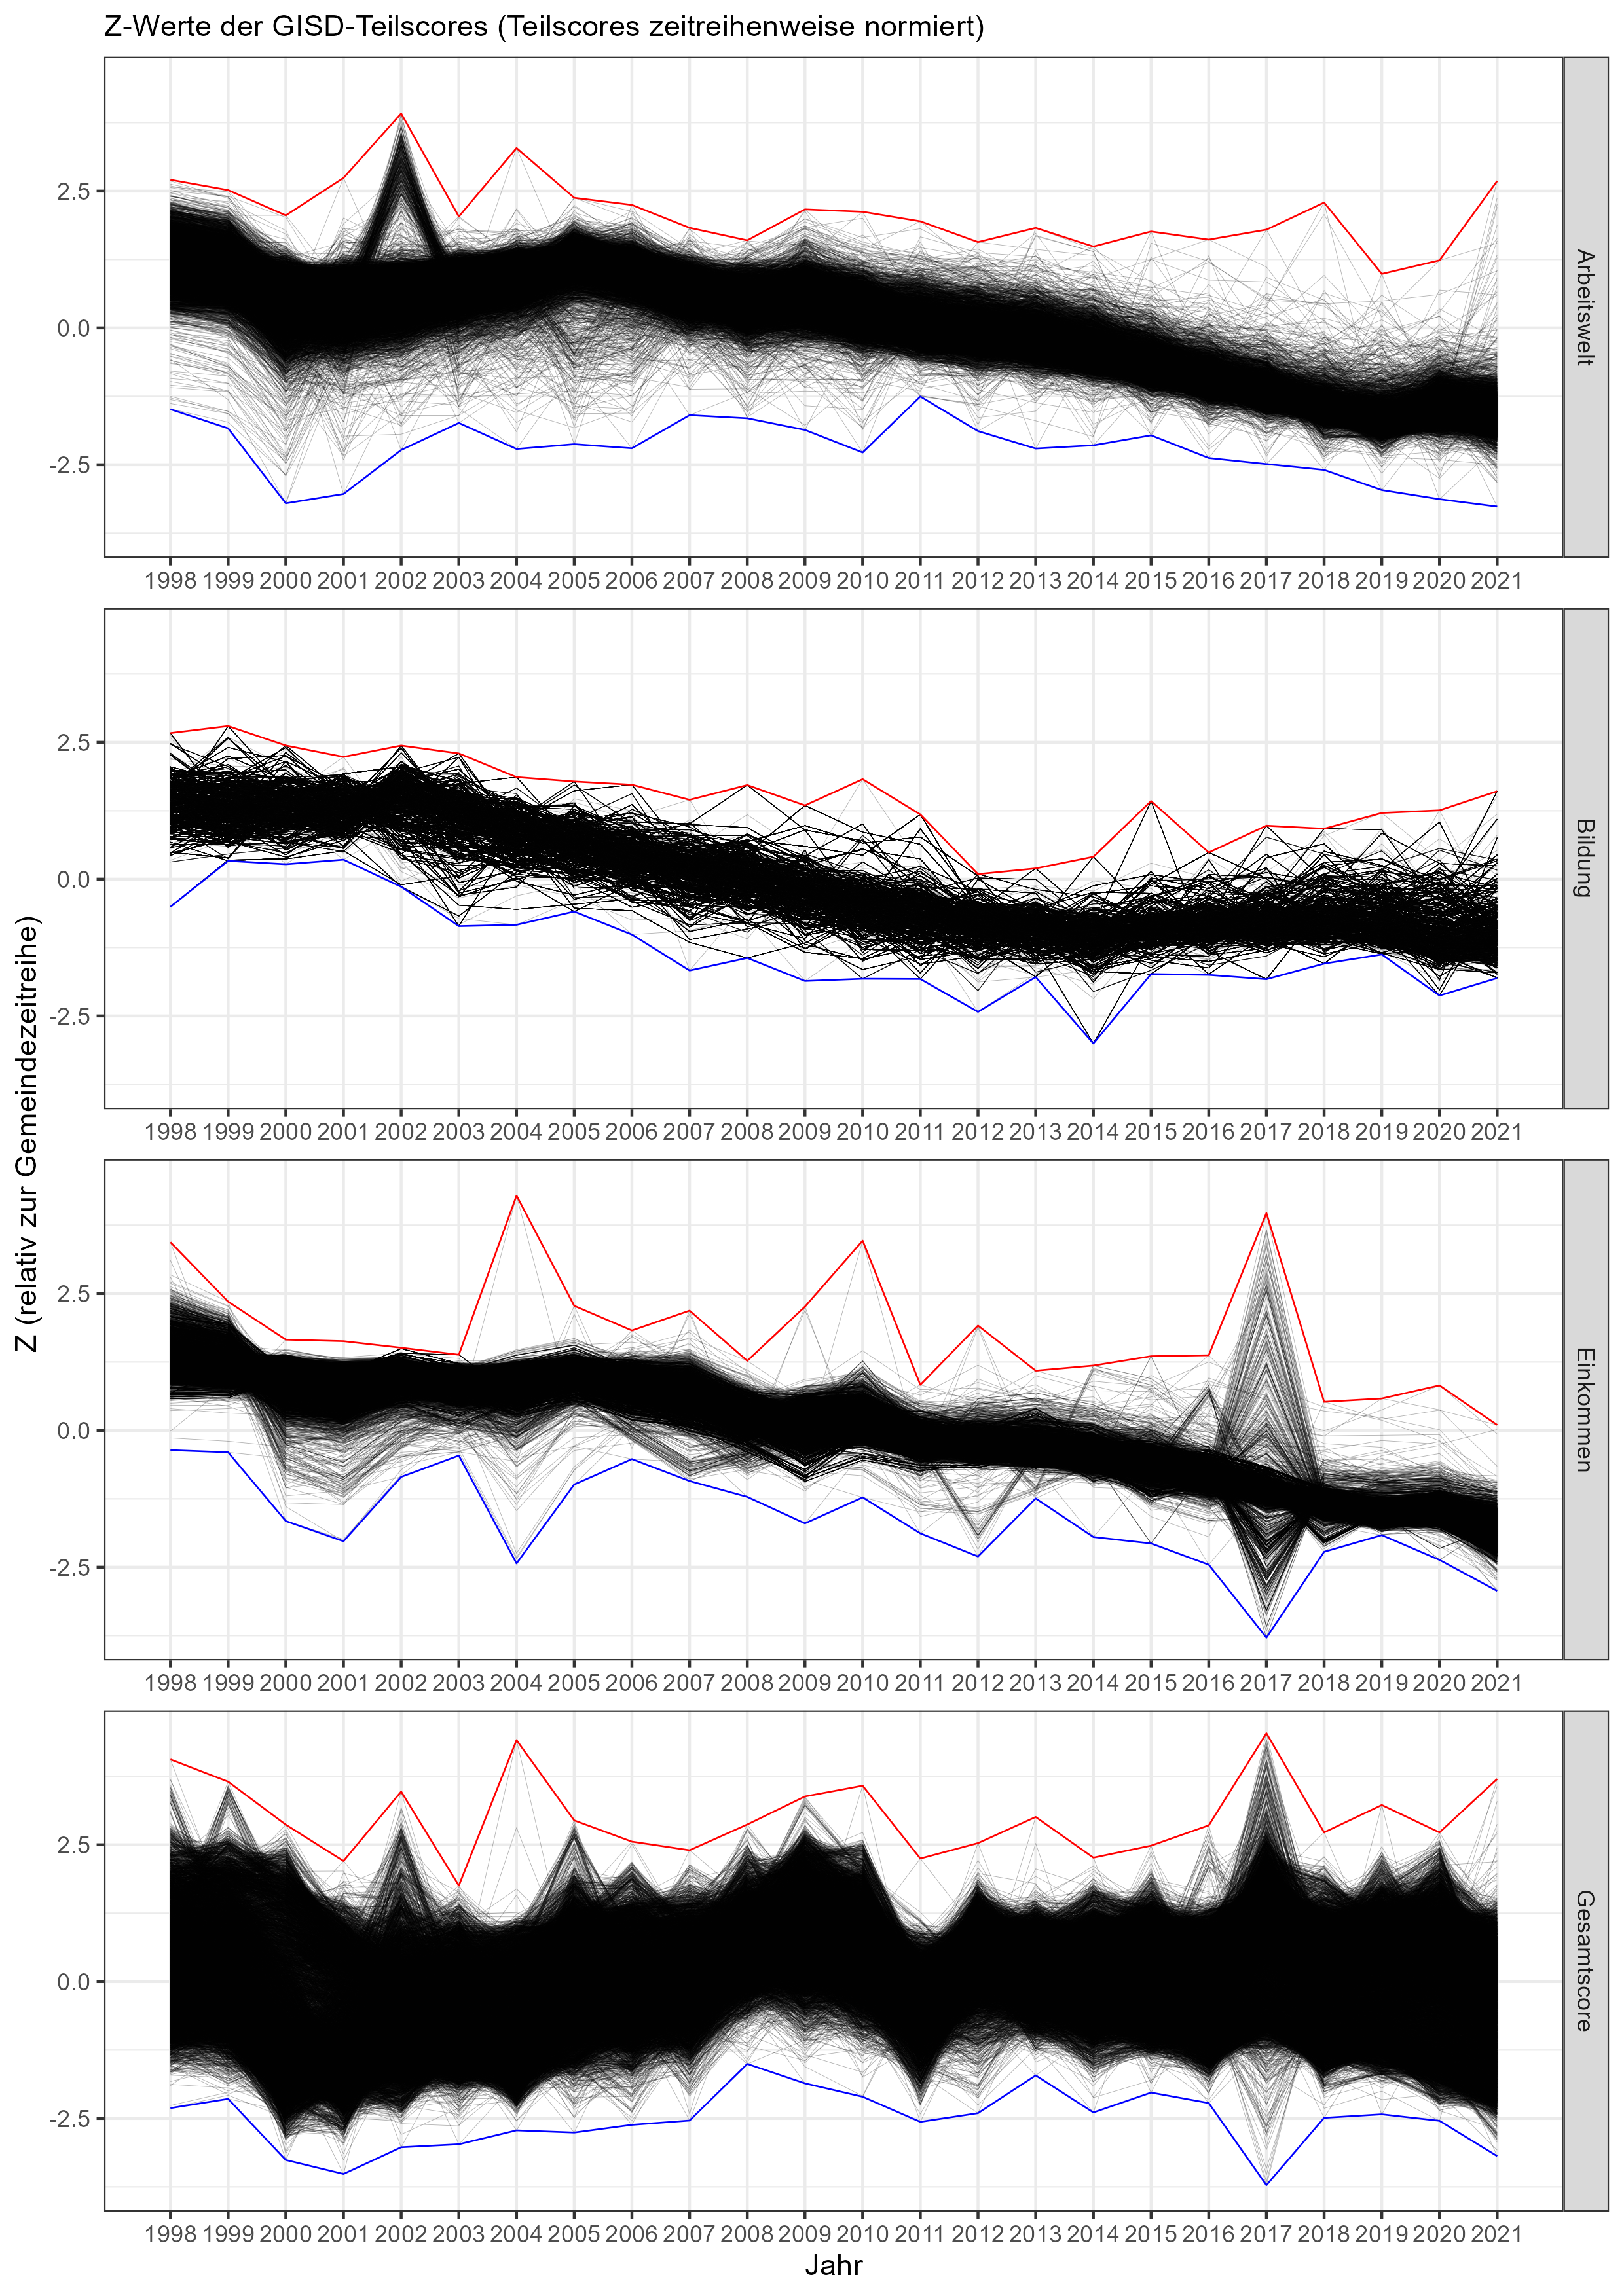 Z-Werte der GISD-Teilscores (Teilscores zeitreihenweise normiert)
Z (relativ zur Gemeindezeitreihe)
2.5
0.0
-2.5
Arbeitswelt
1998 1999 2000 2001 2002 2003 2004 2005 2006 2007 2008 2009 2010 2011 2012 2013 2014 2015 2016 2017 2018 2019 2020 2021
2.5
0.0
-2.5
Bildung
1998 1999 2000 2001 2002 2003 2004 2005 2006 2007 2008 2009 2010 2011 2012 2013 2014 2015 2016 2017 2018 2019 2020 2021
2.5
0.0
-2.5
Einkommen
1998 1999 2000 2001 2002 2003 2004 2005 2006 2007 2008 2009 2010 2011 2012 2013 2014 2015 2016 2017 2018 2019 2020 2021
2.5
0.0
-2.5
Gesamtscore
1998 1999 2000 2001 2002 2003 2004 2005 2006 2007 2008 2009 2010 2011 2012 2013 2014 2015 2016 2017 2018 2019 2020 2021
Jahr